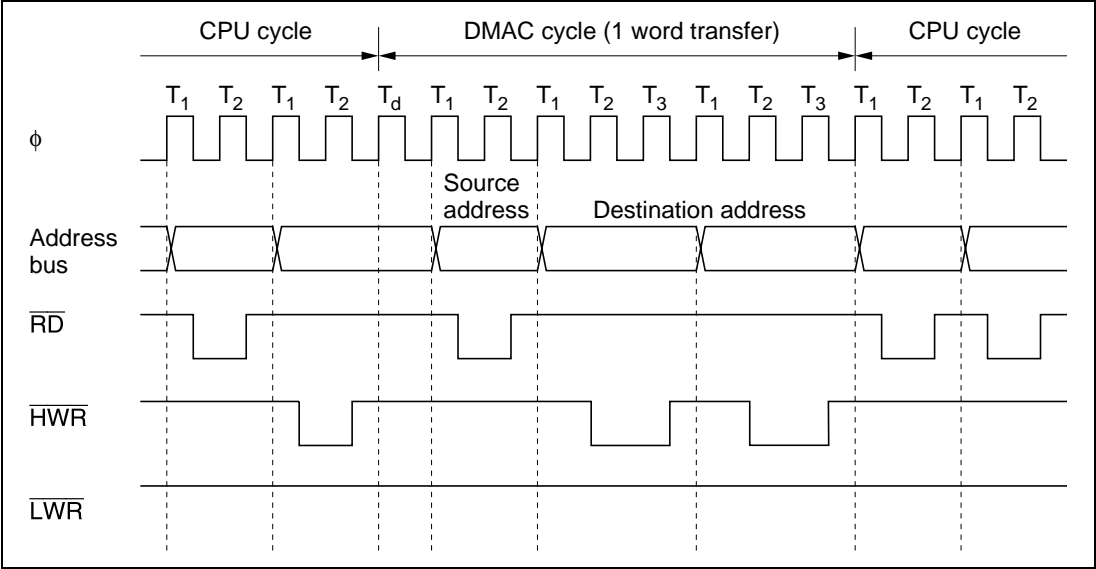 CPU cycle DMAC cycle (1 word transfer) CPU cycle
T1 T2 T1 T2 Td T1 T2 T1 T2 T3 T1 T2 T3 T1 T2 T1 T2
ϕ
Source
address Destination address
Address
bus
RD
HWR
LWR